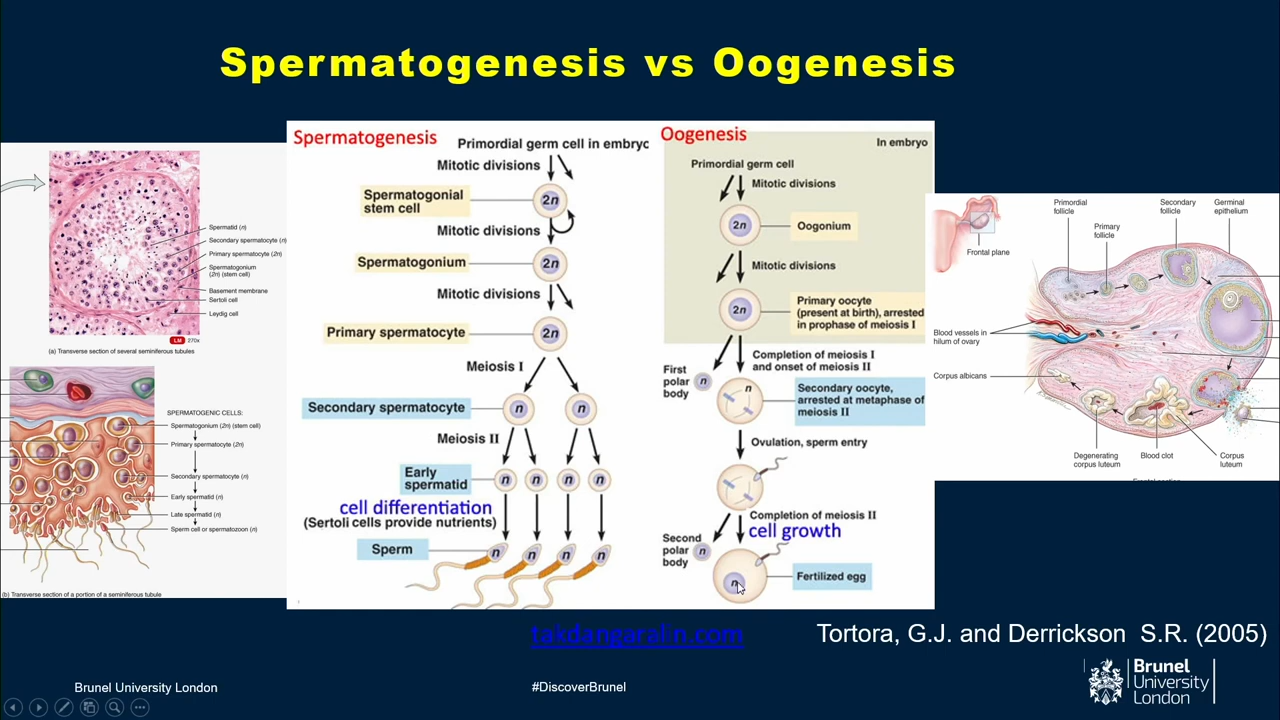 Spermatogenesis vs Oogenesis
Spermatid (n)
Secondary spermatocyte (n)
Primary spermatocyte (2n)
Spermatogonium
(2n) (stem cell)
Basement membrane
Sertoli cell
Leydig cell
LM 270x
(a) Transverse section of several seminiferous tubules
SPERMATOGENIC CELLS:
Spermatogonium (2n) (stem cell)
Primary spermatocyte (2n)
Secondary spermatocyte (n)
Early spermatid (n)
Late spermatid (n)
Sperm cell or spermatozoon (n)
(b) Transverse section of a portion of a seminiferous tubule
Spermatogenesis
Primordial germ cell in embryo
Mitotic divisions
Spermatogonial
stem cell
2n
Mitotic divisions
Spermatogonium
2n
Mitotic divisions
Primary spermatocyte
2n
Meiosis I
Secondary spermatocyte
n n
Meiosis II
Early
spermatid
n n n n
cell differentiation
(Sertoli cells provide nutrients)
Sperm
n n n n
Oogenesis
In embryo
Primordial germ cell
Mitotic divisions
2n
Oogonium
Mitotic divisions
2n
Primary oocyte
(present at birth), arrested
in prophase of meiosis I
Completion of meiosis I
and onset of meiosis II
First
polar
body
n
n
Secondary oocyte,
arrested at metaphase of
meiosis II
Ovulation, sperm entry
Completion of meiosis II
cell growth
Second
polar
body
n
n
Fertilized egg
Frontal plane
Primordial
follicle
Primary
follicle
Secondary
follicle
Germinal
epithelium
Blood vessels in
hilum of ovary
Corpus albicans
Degenerating
corpus luteum
Blood clot
Corpus
luteum
takdangaralin.com
Tortora, G.J. and Derrickson S.R. (2005)
Brunel University London
#DiscoverBrunel
Brunel
University
London